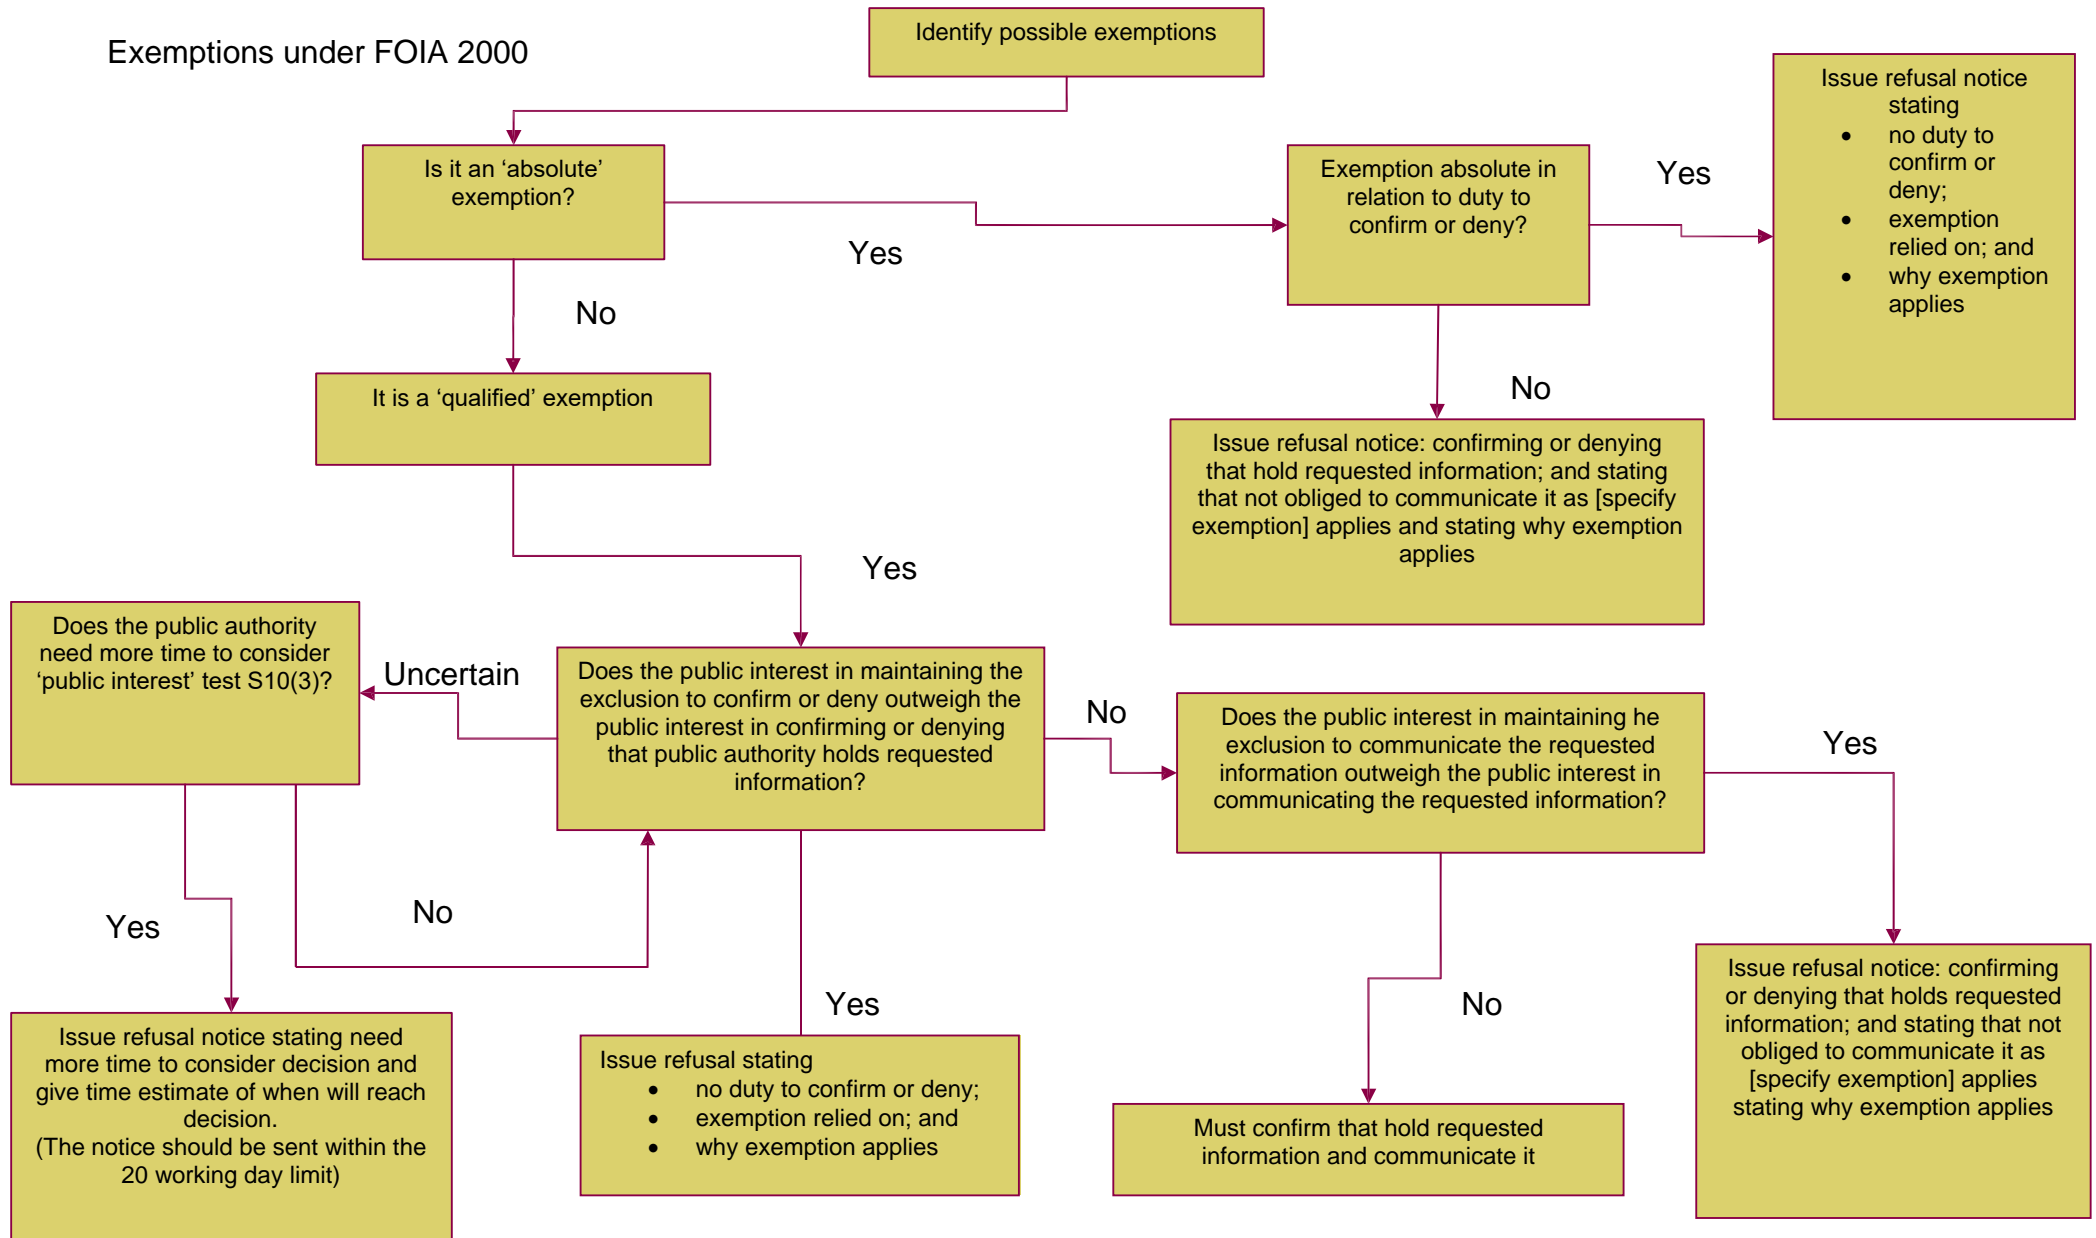 Exemptions under FOIA 2000
Identify possible exemptions
Issue refusal notice
stating
• no duty to
confirm or
deny;
• exemption
relied on; and
• why exemption
applies
Is it an ‘absolute’
exemption?
Exemption absolute in
relation to duty to
confirm or deny?
Yes
Yes
No
It is a ‘qualified’ exemption
No
Issue refusal notice: confirming or denying
that hold requested information; and stating
that not obliged to communicate it as [specify
exemption] applies and stating why exemption
applies
Yes
Does the public authority
need more time to consider
‘public interest’ test S10(3)?
Uncertain
Does the public interest in maintaining the
exclusion to confirm or deny outweigh the
public interest in confirming or denying
that public authority holds requested
information?
No
Does the public interest in maintaining he
exclusion to communicate the requested
information outweigh the public interest in
communicating the requested information?
Yes
Yes
No
Yes
No
Issue refusal notice stating need
more time to consider decision and
give time estimate of when will reach
decision.
(The notice should be sent within the
20 working day limit)
Issue refusal stating
• no duty to confirm or deny;
• exemption relied on; and
• why exemption applies
Must confirm that hold requested
information and communicate it
Issue refusal notice: confirming
or denying that holds requested
information; and stating that not
obliged to communicate it as
[specify exemption] applies
stating why exemption applies